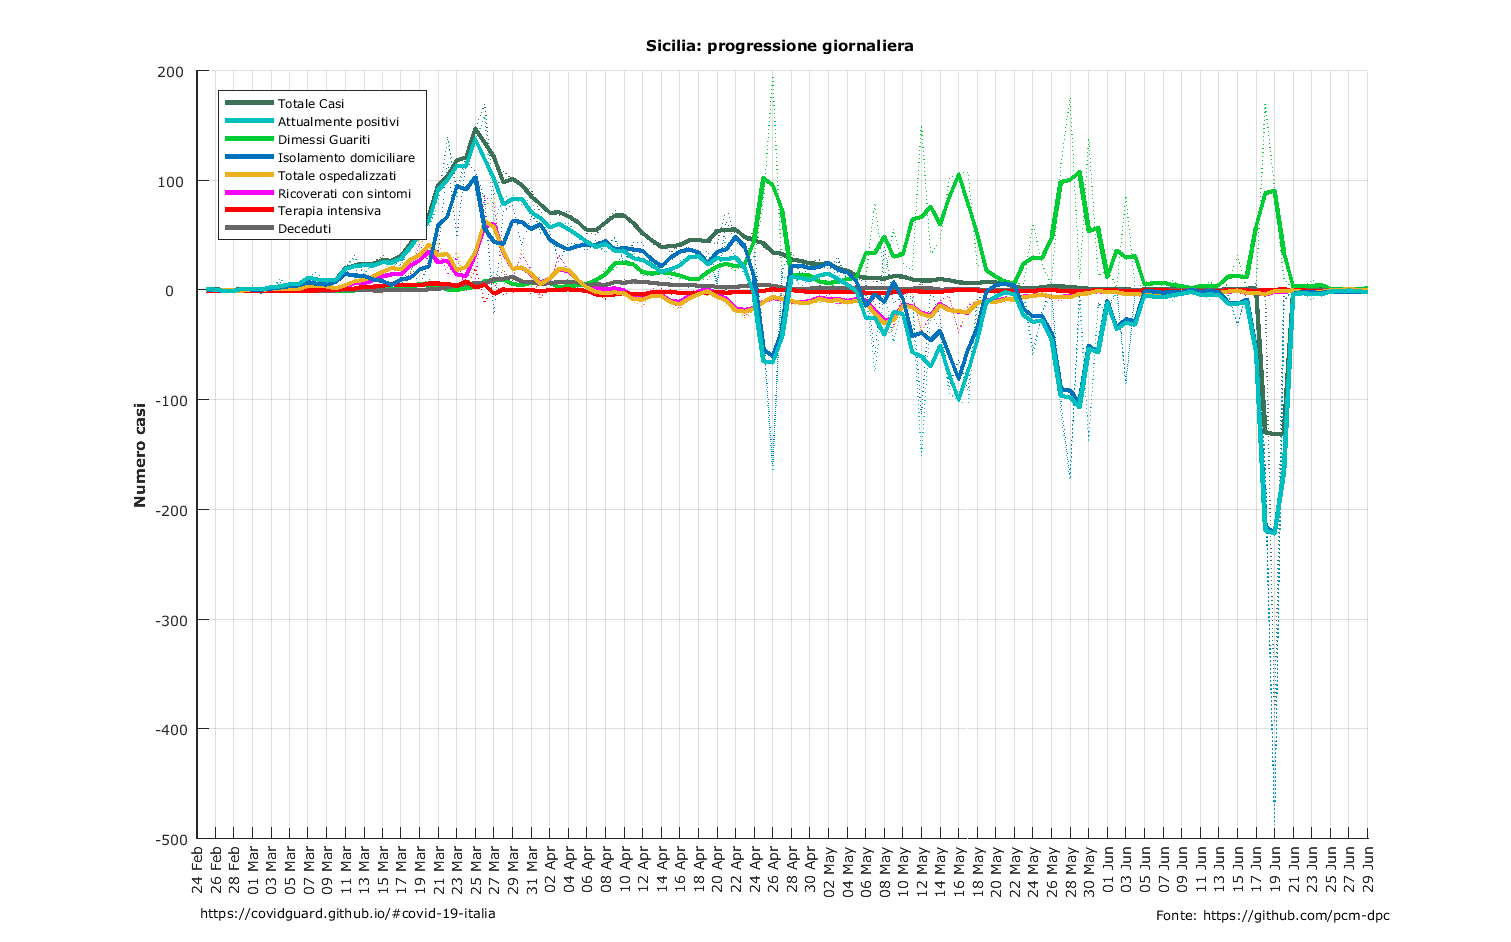 Sicilia: progressione giornaliera
200
100
0
-100
-200
-300
-400
-500
Numero casi
Totale Casi
Attualmente positivi
Dimessi Guariti
Isolamento domiciliare
Totale ospedalizzati
Ricoverati con sintomi
Terapia intensiva
Deceduti
24 Feb
26 Feb
28 Feb
01 Mar
03 Mar
05 Mar
07 Mar
09 Mar
11 Mar
13 Mar
15 Mar
17 Mar
19 Mar
21 Mar
23 Mar
25 Mar
27 Mar
29 Mar
31 Mar
02 Apr
04 Apr
06 Apr
08 Apr
10 Apr
12 Apr
14 Apr
16 Apr
18 Apr
20 Apr
22 Apr
24 Apr
26 Apr
28 Apr
30 Apr
02 May
04 May
06 May
08 May
10 May
12 May
14 May
16 May
18 May
20 May
22 May
24 May
26 May
28 May
30 May
01 Jun
03 Jun
05 Jun
07 Jun
09 Jun
11 Jun
13 Jun
15 Jun
17 Jun
19 Jun
21 Jun
23 Jun
25 Jun
27 Jun
29 Jun
https://covidguard.github.io/#covid-19-italia
Fonte: https://github.com/pcm-dpc